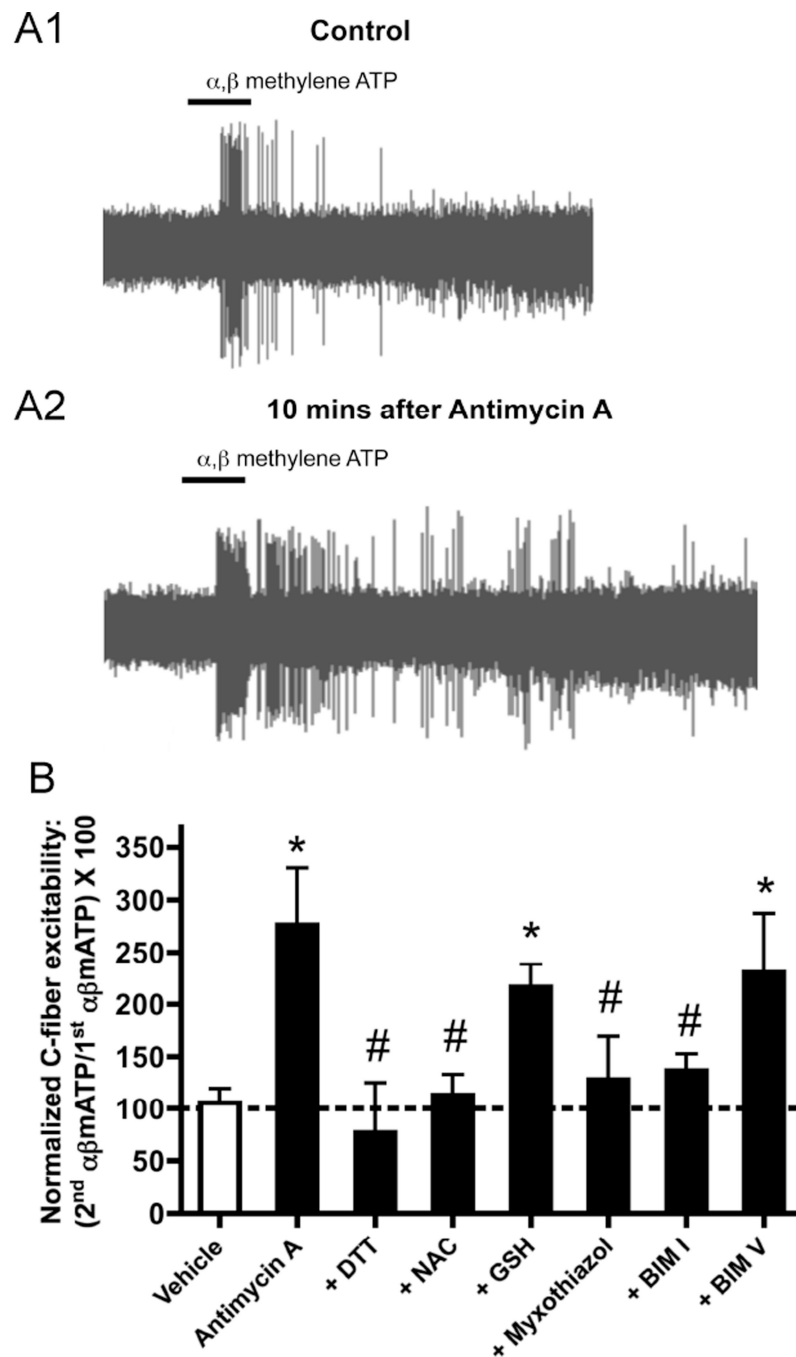 A1
Control
α,β methylene ATP
A2
10 mins after Antimycin A
α,β methylene ATP
B
Normalized C-fiber excitability:
(2nd αβmATP/1st αβmATP) X 100
350
300
250
200
150
100
50
0
*
#
#
*
#
#
*
Vehicle
Antimycin A
+ DTT
+ NAC
+ GSH
+ Myxothiazol
+ BIM I
+ BIM V